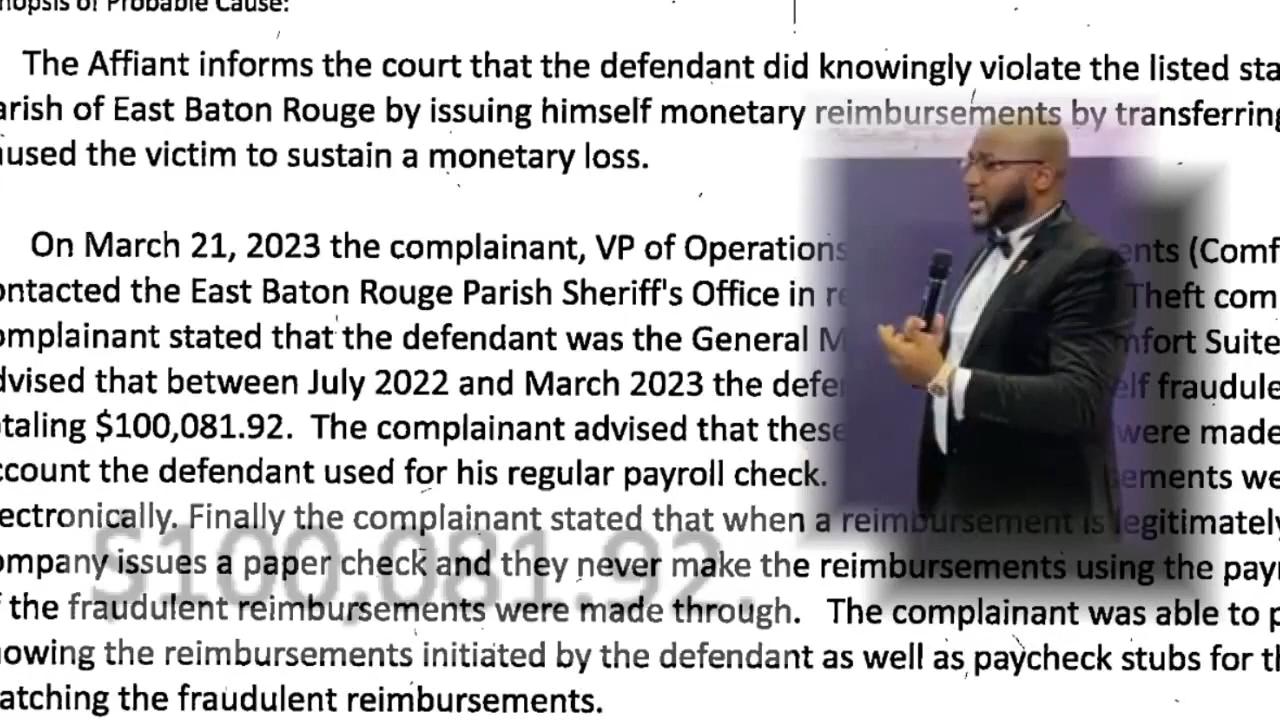 Synopsis of Probable Cause:
The Affiant informs the court that the defendant did knowingly violate the listed
arish of East Baton Rouge by issuing himself monetary reimbursements by transferring
aused the victim to sustain a monetary loss.
On March 21, 2023 the complainant, VP of Operations ents (Comf
ontacted the East Baton Rouge Parish Sheriff's Office in Theft com
omplainant stated that the defendant was the General M mfort Suite
dvised that between July 2022 and March 2023 the defe elf fraudule
taling $100,081.92. The complainant advised that these were made
ccount the defendant used for his regular payroll check. ements we
ectronically. Finally the complainant stated that when a reimbursement is legitimately
ompany issues a paper check and they never make the reimbursements using the payr
f the fraudulent reimbursements were made through. The complainant was able to p
howing the reimbursements initiated by the defendant as well as paycheck stubs for th
atching the fraudulent reimbursements.
$100,081.92.